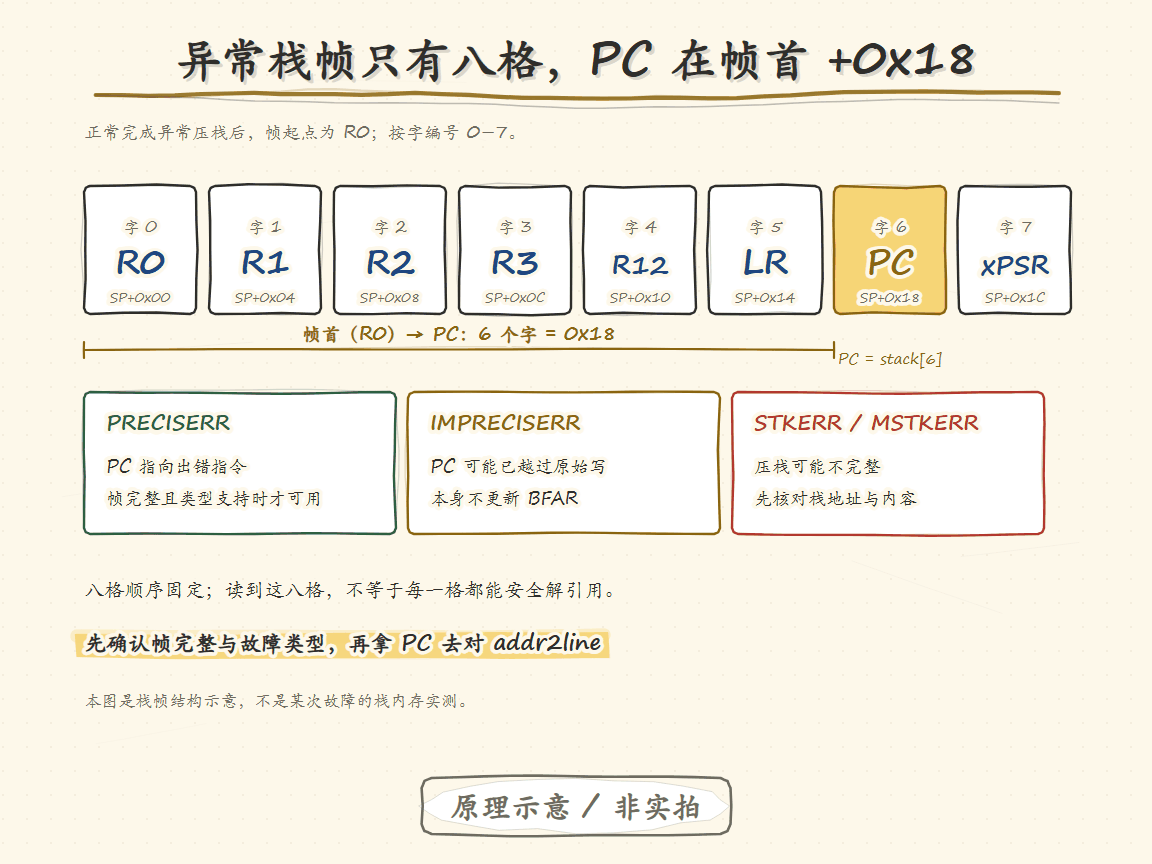 异常栈帧只有八格，PC 在帧首 +0x18
正常完成异常压栈后，帧起点为 R0；按字编号 0–7。
字 0
R0
SP+0x00
字 1
R1
SP+0x04
字 2
R2
SP+0x08
字 3
R3
SP+0x0C
字 4
R12
SP+0x10
字 5
LR
SP+0x14
字 6
PC
SP+0x18
字 7
xPSR
SP+0x1C
帧首（R0）→ PC：6 个字 = 0x18
PC = stack[6]
PRECISERR
PC 指向出错指令
帧完整且类型支持时才可用
IMPRECISERR
PC 可能已越过原始写
本身不更新 BFAR
STKERR / MSTKERR
压栈可能不完整
先核对栈地址与内容
八格顺序固定；读到这八格，不等于每一格都能安全解引用。
先确认帧完整与故障类型，再拿 PC 去对 addr2line
本图是栈帧结构示意，不是某次故障的栈内存实测。
原理示意 / 非实拍